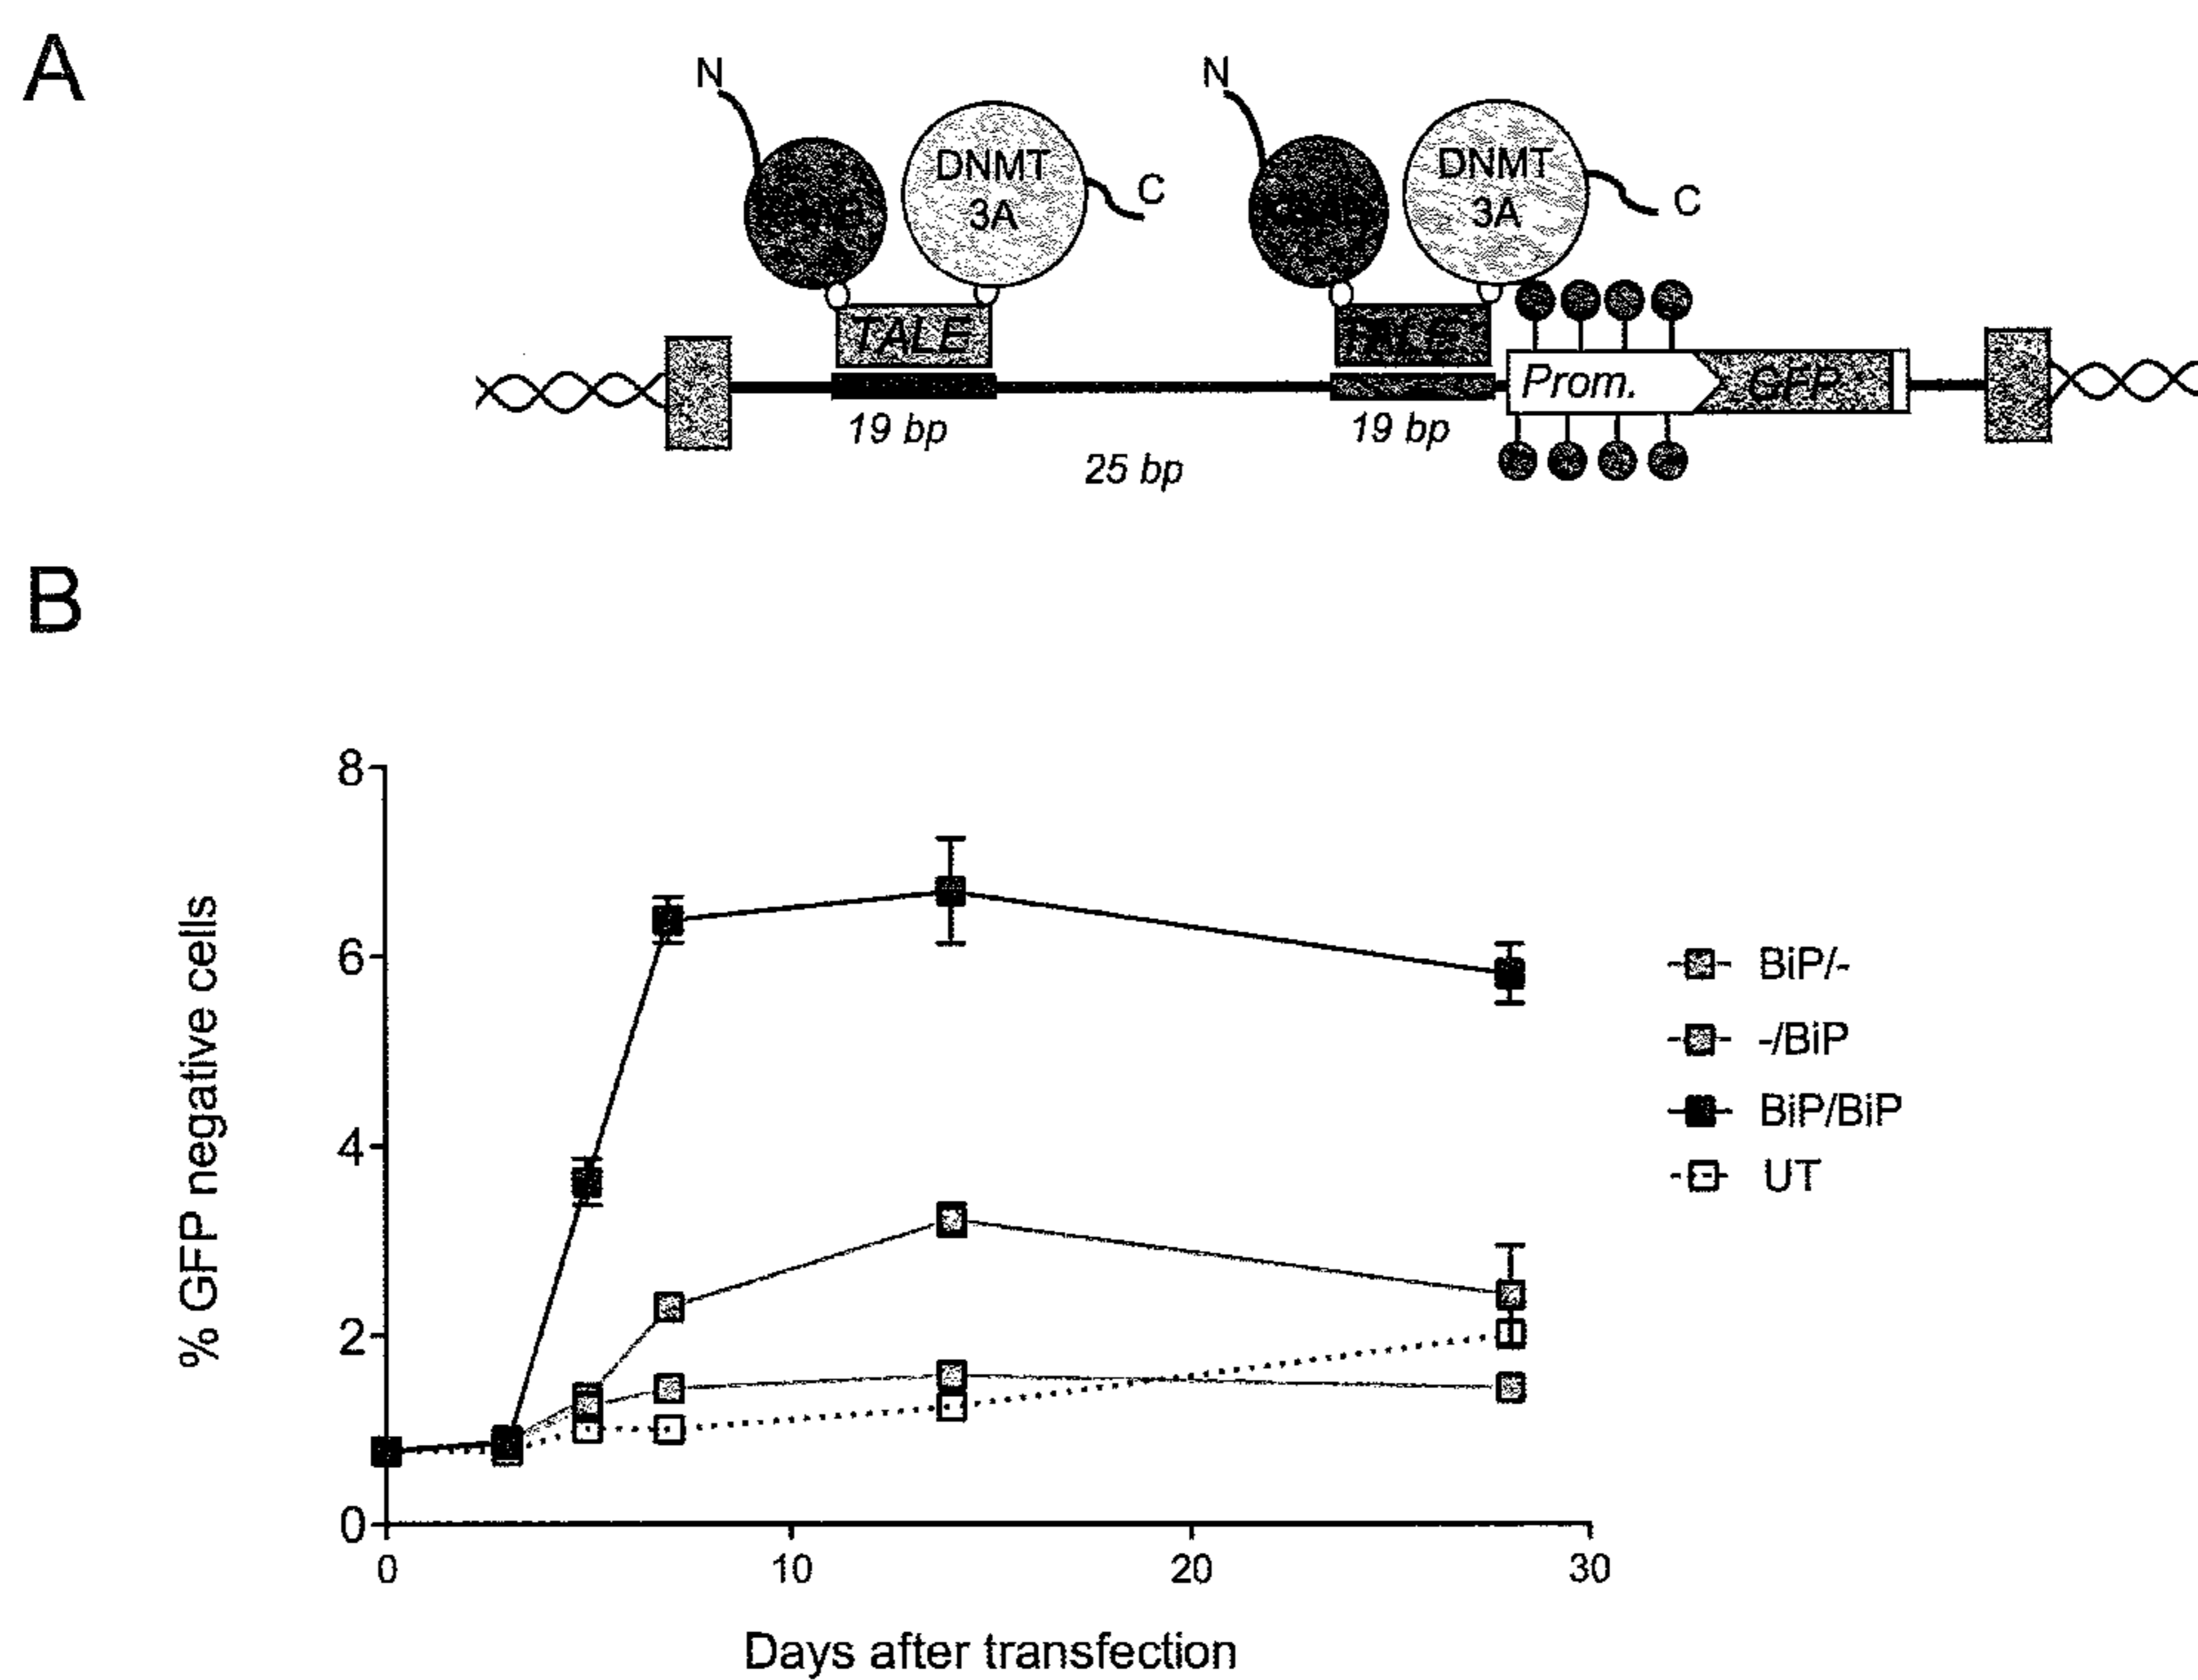 A
N
N
DNMT
3A
C
DNMT
3A
C
TALE
Prom.
GFP
19 bp
19 bp
25 bp
B
8
6
4
2
0
0
10
20
30
% GFP negative cells
Days after transfection
BiP/-
-/BiP
BiP/BiP
UT